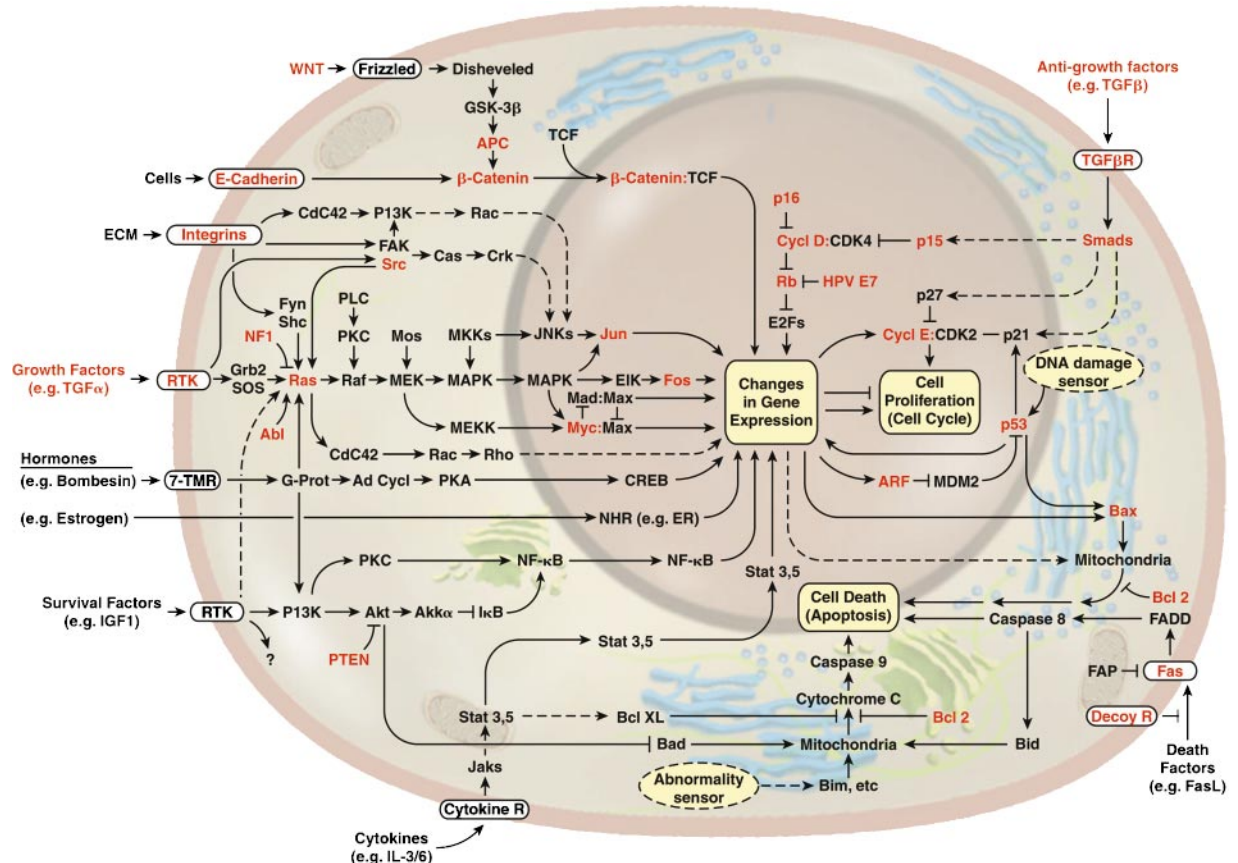 WNT
Frizzled
Disheveled
GSK-3β
APC
TCF
Cells
E-Cadherin
β-Catenin
β-Catenin:TCF
Anti-growth factors
(e.g. TGFβ)
TGFβR
Smads
p16
Cycl D:CDK4
p15
Rb
HPV E7
E2Fs
p27
Cycl E:CDK2
p21
DNA damage
sensor
Cell
Proliferation
(Cell Cycle)
p53
ECM
Integrins
CdC42
P13K
Rac
FAK
Src
Cas
Crk
Fyn
Shc
NF1
PLC
PKC
Mos
MKKs
JNKs
Jun
Growth Factors
(e.g. TGFα)
RTK
Grb2
SOS
Ras
Raf
MEK
MAPK
MAPK
ElK
Fos
Mad:Max
Myc:Max
MEKK
Abl
CdC42
Rac
Rho
Changes
in Gene
Expression
ARF
MDM2
Bax
Hormones
(e.g. Bombesin)
7-TMR
G-Prot
Ad Cycl
PKA
CREB
(e.g. Estrogen)
NHR (e.g. ER)
PKC
NF-κB
NF-κB
Stat 3,5
Mitochondria
Survival Factors
(e.g. IGF1)
RTK
P13K
Akt
Akkα
IκB
?
PTEN
Stat 3,5
Cell Death
(Apoptosis)
Caspase 8
Bcl 2
FADD
Caspase 9
FAP
Fas
Cytochrome C
Stat 3,5
Bcl XL
Bcl 2
Decoy R
Bad
Mitochondria
Bid
Death
Factors
(e.g. FasL)
Jaks
Abnormality
sensor
Bim, etc
Cytokine R
Cytokines
(e.g. IL-3/6)